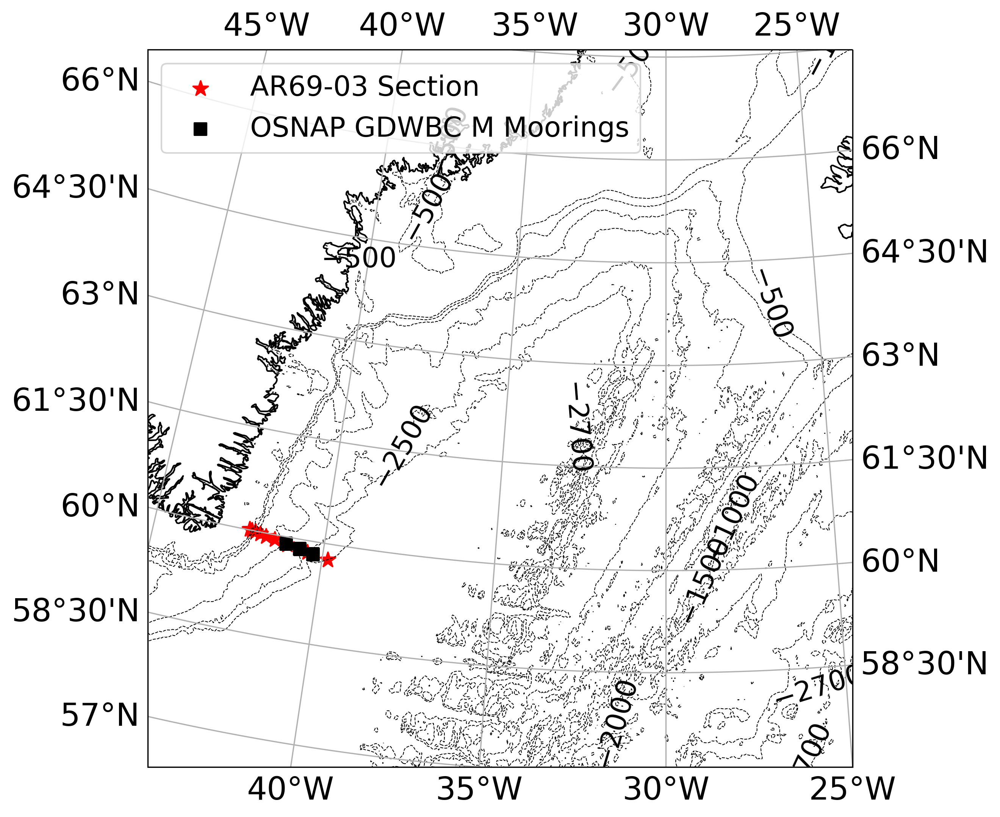 45°W 40°W 35°W 30°W 25°W
AR69-03 Section
OSNAP GDWBC M Moorings
66°N
64°30'N
63°N
61°30'N
60°N
58°30'N
57°N
66°N
64°30'N
63°N
61°30'N
60°N
58°30'N
−500
−500
−500
−2500
−2700
−1000
−1500
−2000
−2700
40°W 35°W 30°W 25°W